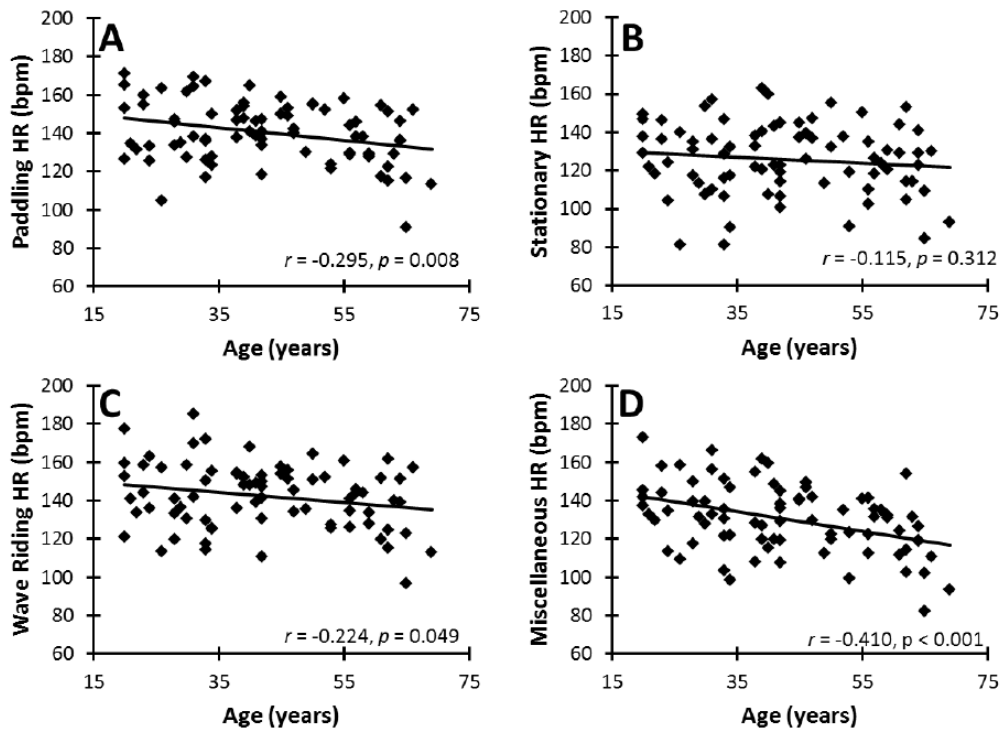 A
Paddling HR (bpm)
200
180
160
140
120
100
80
60
r = -0.295, p = 0.008
15 35 55 75
Age (years)
B
Stationary HR (bpm)
200
180
160
140
120
100
80
60
r = -0.115, p = 0.312
15 35 55 75
Age (years)
C
Wave Riding HR (bpm)
200
180
160
140
120
100
80
60
r = -0.224, p = 0.049
15 35 55 75
Age (years)
D
Miscellaneous HR (bpm)
200
180
160
140
120
100
80
60
r = -0.410, p < 0.001
15 35 55 75
Age (years)